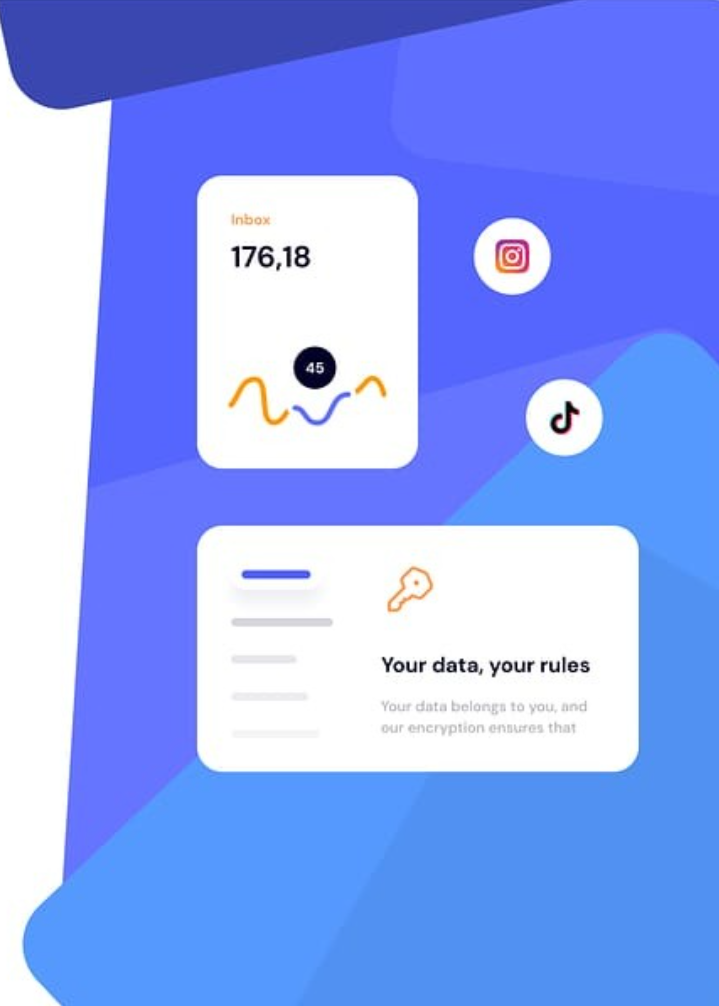 Inbox
176,18
45
Your data, your rules
Your data belongs to you, and
our encryption ensures that